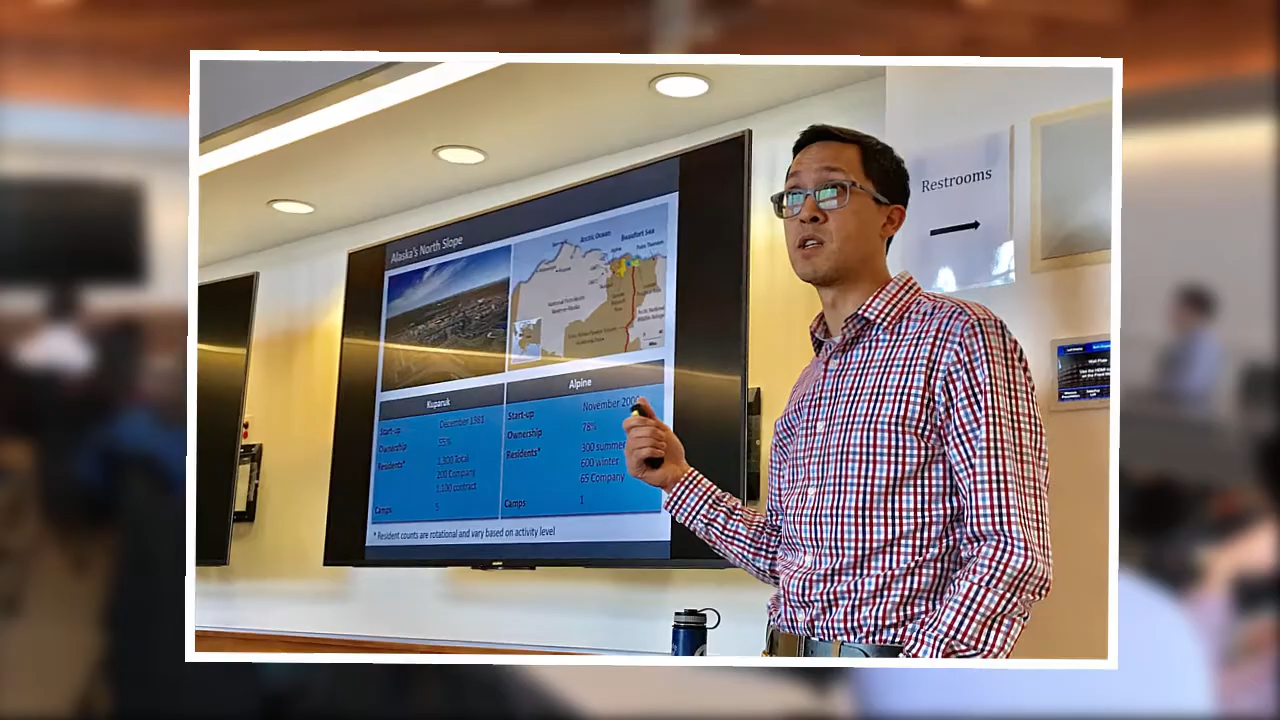 Alaska's North Slope
Arctic Ocean
Beaufort Sea
Kuparuk
Start-up December 1981
Ownership 55%
Residents* 1,300 Total
200 Company
1,100 contract
Camps 5
Alpine
Start-up November 2000
Ownership 78%
Residents* 300 summer
600 winter
65 Company
Camps 1
* Resident counts are rotational and vary based on activity level
Restrooms
Wall Plate